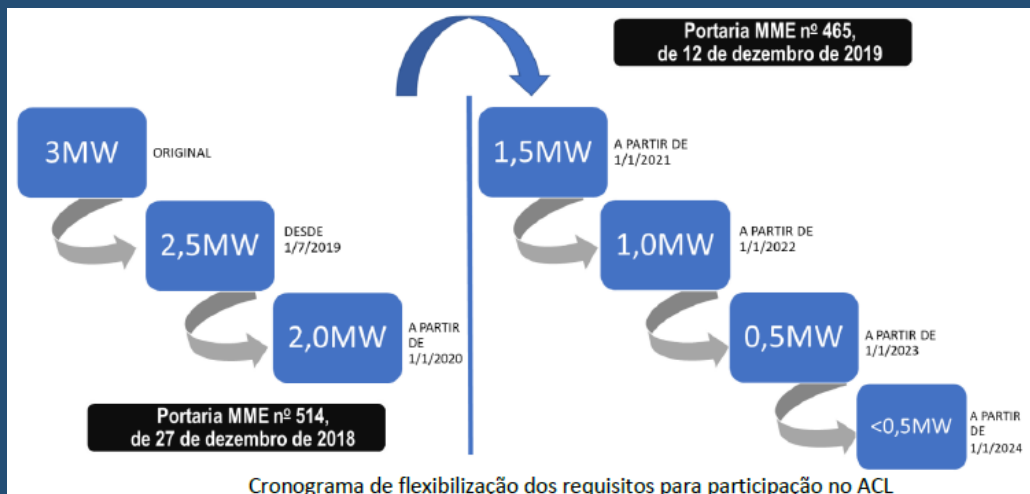 3MW
ORIGINAL
2,5MW
DESDE
1/7/2019
2,0MW
A PARTIR
DE
1/1/2020
Portaria MME nº 514,
de 27 de dezembro de 2018
Portaria MME nº 465,
de 12 de dezembro de 2019
1,5MW
A PARTIR DE
1/1/2021
1,0MW
A PARTIR DE
1/1/2022
0,5MW
A PARTIR DE
1/1/2023
<0,5MW
A PARTIR
DE
1/1/2024
Cronograma de flexibilização dos requisitos para participação no ACL